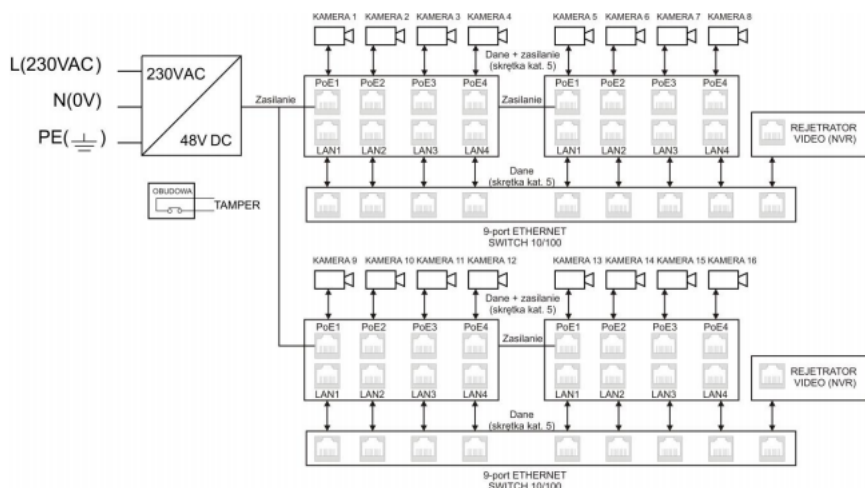 KAMERA 1 KAMERA 2 KAMERA 3 KAMERA 4 KAMERA 5 KAMERA 6 KAMERA 7 KAMERA 8
Dane + zasilanie
(skrętka kat. 5)
L(230VAC)
N(0V)
PE( )
230VAC
48V DC
Zasilanie
PoE1 PoE2 PoE3 PoE4
Zasilanie
PoE1 PoE2 PoE3 PoE4
LAN1 LAN2 LAN3 LAN4
LAN1 LAN2 LAN3 LAN4
REJETRATOR
VIDEO (NVR)
Dane
(skrętka kat. 5)
OBUDOWA
TAMPER
9-port ETHERNET
SWITCH 10/100
KAMERA 9 KAMERA 10 KAMERA 11 KAMERA 12 KAMERA 13 KAMERA 14 KAMERA 15 KAMERA 16
Dane + zasilanie
(skrętka kat. 5)
PoE1 PoE2 PoE3 PoE4
Zasilanie
PoE1 PoE2 PoE3 PoE4
LAN1 LAN2 LAN3 LAN4
LAN1 LAN2 LAN3 LAN4
REJETRATOR
VIDEO (NVR)
Dane
(skrętka kat. 5)
9-port ETHERNET
SWITCH 10/100